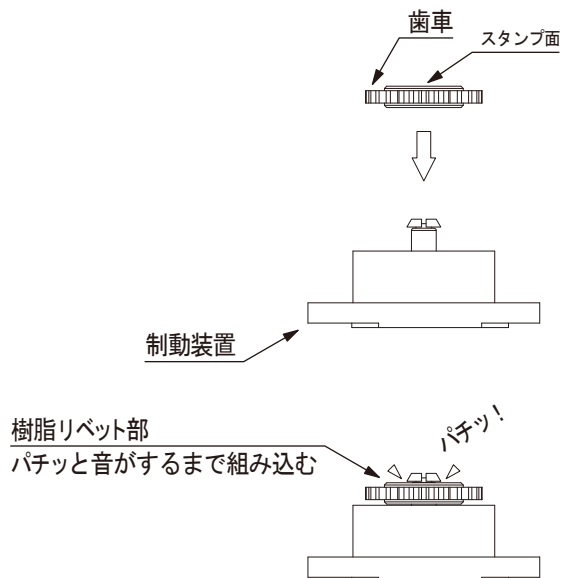 歯車
スタンプ面
制動装置
樹脂リベット部
パチッと音がするまで組み込む
パチッ!